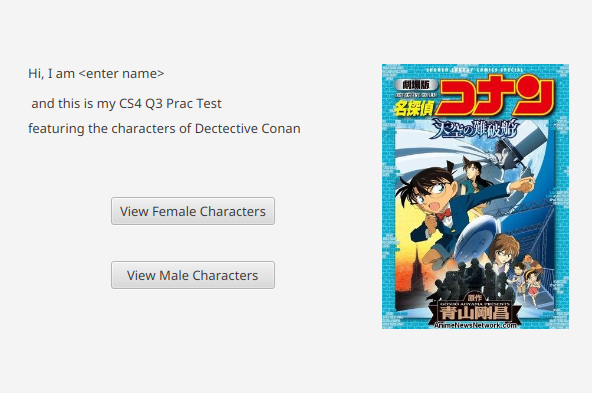 Hi, I am <enter name>
and this is my CS4 Q3 Prac Test
featuring the characters of Dectective Conan
View Female Characters
View Male Characters
SHONEN SUNDAY COMICS SPECIAL
劇場版
名探偵コナン
天空の難破船
原作
GOSHO AOYAMA PRESENTS
青山剛昌
AnimeNewsNetwork.com